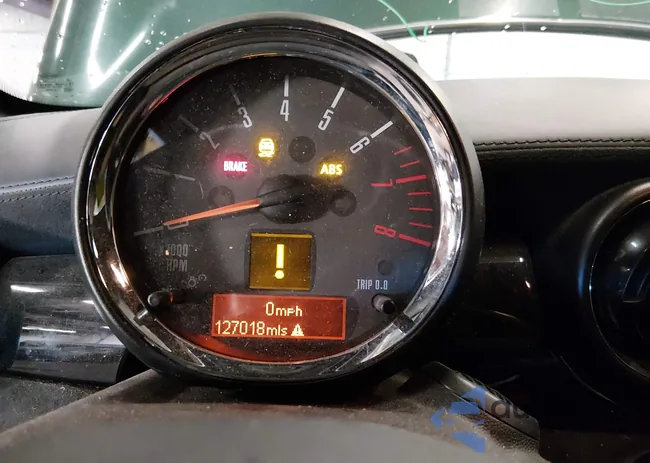 2 3 4 5 6 7 8
BRAKE
ABS
!
1000
RPM
TRIP 0.0
0mph
127018mls